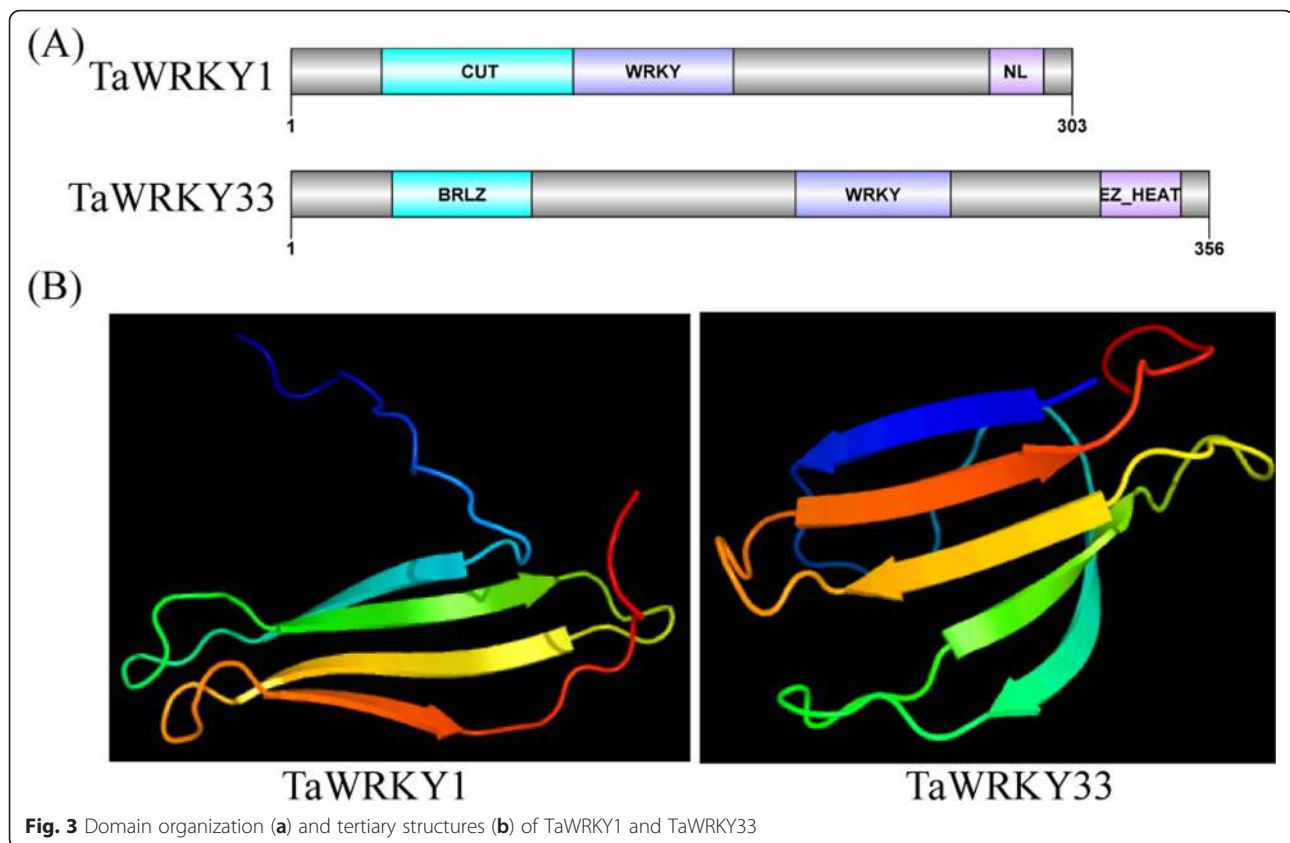 (A)
TaWRKY1
CUT WRKY NL
1 303
TaWRKY33
BRLZ WRKY EZ_HEAT
1 356
(B)
TaWRKY1 TaWRKY33
Fig. 3 Domain organization (a) and tertiary structures (b) of TaWRKY1 and TaWRKY33